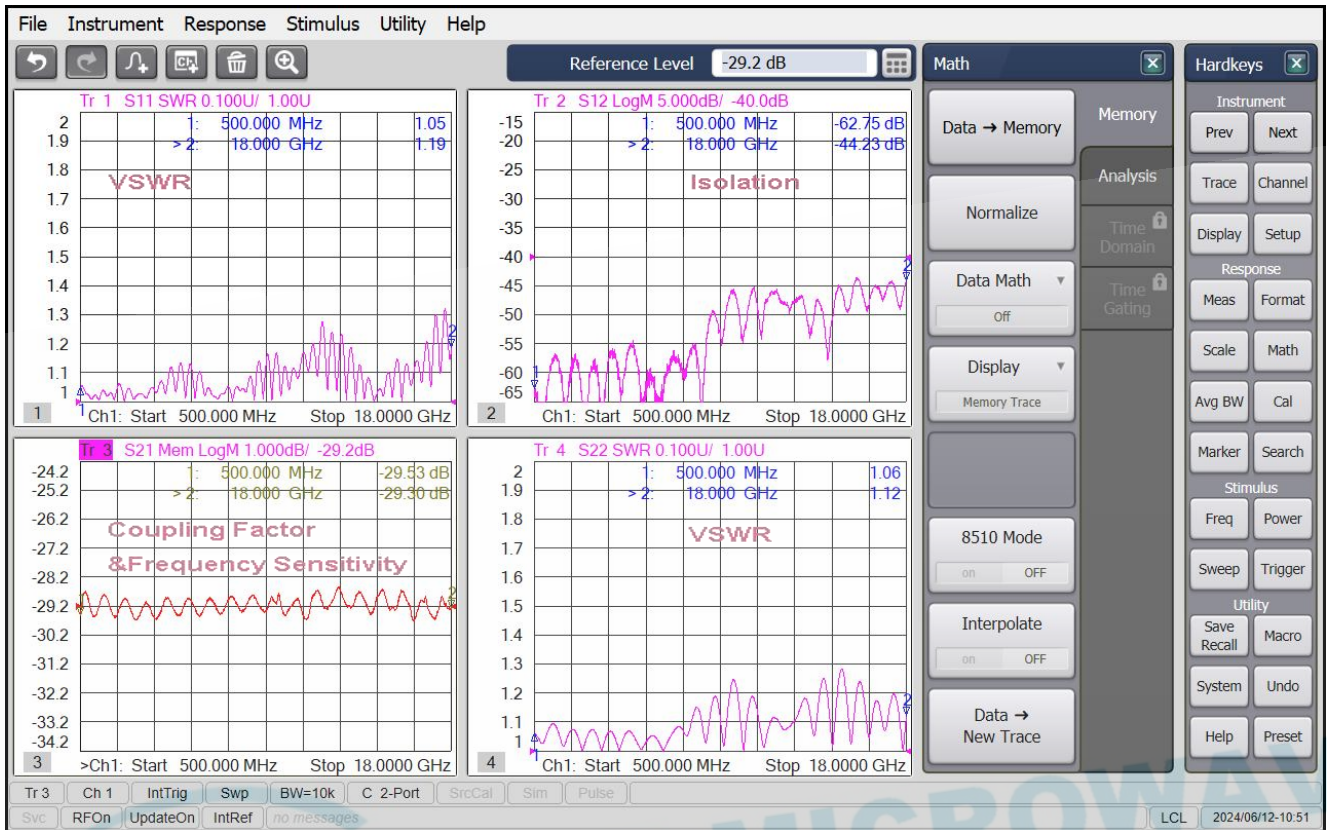 File Instrument Response Stimulus Utility Help
Reference Level -29.2 dB
Tr 1 S11 SWR 0.100U/ 1.00U
1: 500.000 MHz 1.05
> 2: 18.000 GHz 1.19
VSWR
2
1.9
1.8
1.7
1.6
1.5
1.4
1.3
1.2
1.1
1
2
1
1 Ch1: Start 500.000 MHz Stop 18.0000 GHz
Tr 2 S12 LogM 5.000dB/ -40.0dB
1: 500.000 MHz -62.75 dB
> 2: 18.000 GHz -44.23 dB
Isolation
-15
-20
-25
-30
-35
-40
-45
-50
-55
-60
-65
2
1
2 Ch1: Start 500.000 MHz Stop 18.0000 GHz
Tr 3 S21 Mem LogM 1.000dB/ -29.2dB
1: 500.000 MHz -29.53 dB
> 2: 18.000 GHz -29.30 dB
Coupling Factor
&Frequency Sensitivity
-24.2
-25.2
-26.2
-27.2
-28.2
-29.2
-30.2
-31.2
-32.2
-33.2
-34.2
2
3 >Ch1: Start 500.000 MHz Stop 18.0000 GHz
Tr 4 S22 SWR 0.100U/ 1.00U
1: 500.000 MHz 1.06
> 2: 18.000 GHz 1.12
VSWR
2
1.9
1.8
1.7
1.6
1.5
1.4
1.3
1.2
1.1
1
2
1
4 Ch1: Start 500.000 MHz Stop 18.0000 GHz
Math
Data → Memory
Normalize
Data Math
Off
Display
Memory Trace
8510 Mode
on OFF
Interpolate
on OFF
Data →
New Trace
Memory
Analysis
Time
Domain
Time
Gating
Hardkeys
Instrument
Prev Next
Trace Channel
Display Setup
Response
Meas Format
Scale Math
Avg BW Cal
Marker Search
Stimulus
Freq Power
Sweep Trigger
Utility
Save
Recall
Macro
System Undo
Help Preset
Tr 3 Ch 1 IntTrig Swp BW=10k C 2-Port SrcCal Sim Pulse
Svc RFOn UpdateOn IntRef no messages LCL 2024/06/12-10:51